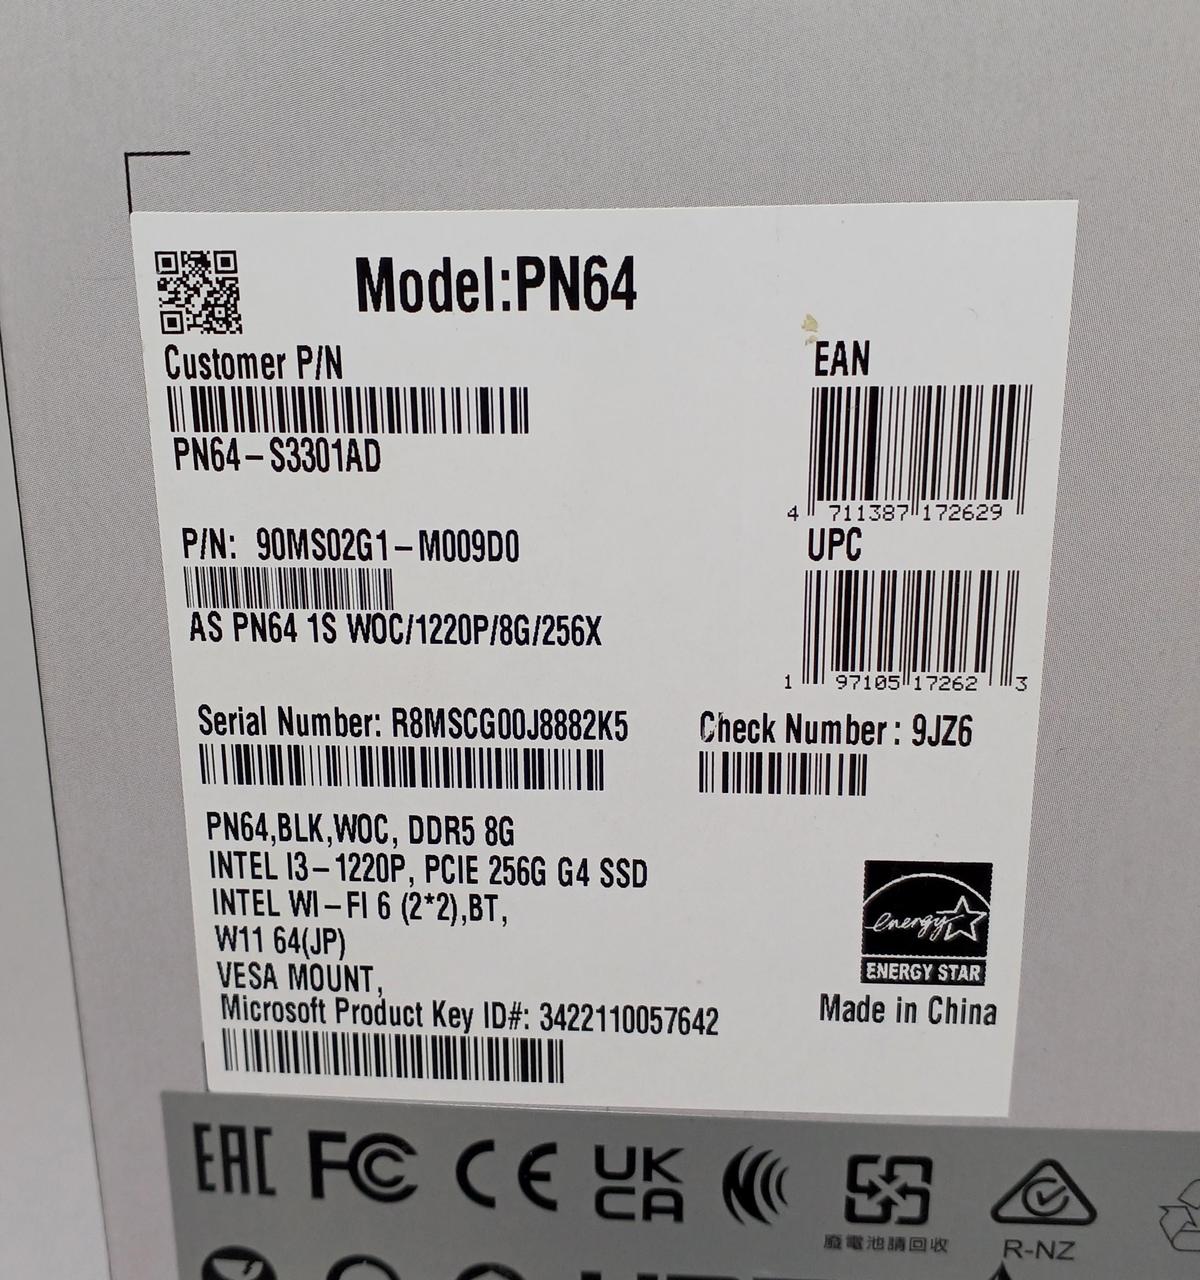 Model:PN64
Customer P/N
PN64-S3301AD
EAN
4 711387 172629
P/N: 90MS02G1-M009D0
UPC
AS PN64 1S WOC/1220P/8G/256X
1 97105 17262 3
Serial Number: R8MSCG00J8882K5
Check Number: 9JZ6
PN64,BLK,WOC, DDR5 8G
INTEL I3-1220P, PCIE 256G G4 SSD
INTEL WI-FI 6 (2*2),BT,
W11 64(JP)
VESA MOUNT,
Microsoft Product Key ID#: 3422110057642
energy
ENERGY STAR
Made in China
EAC FC CE UK
CA
廢電池請回收
R-NZ